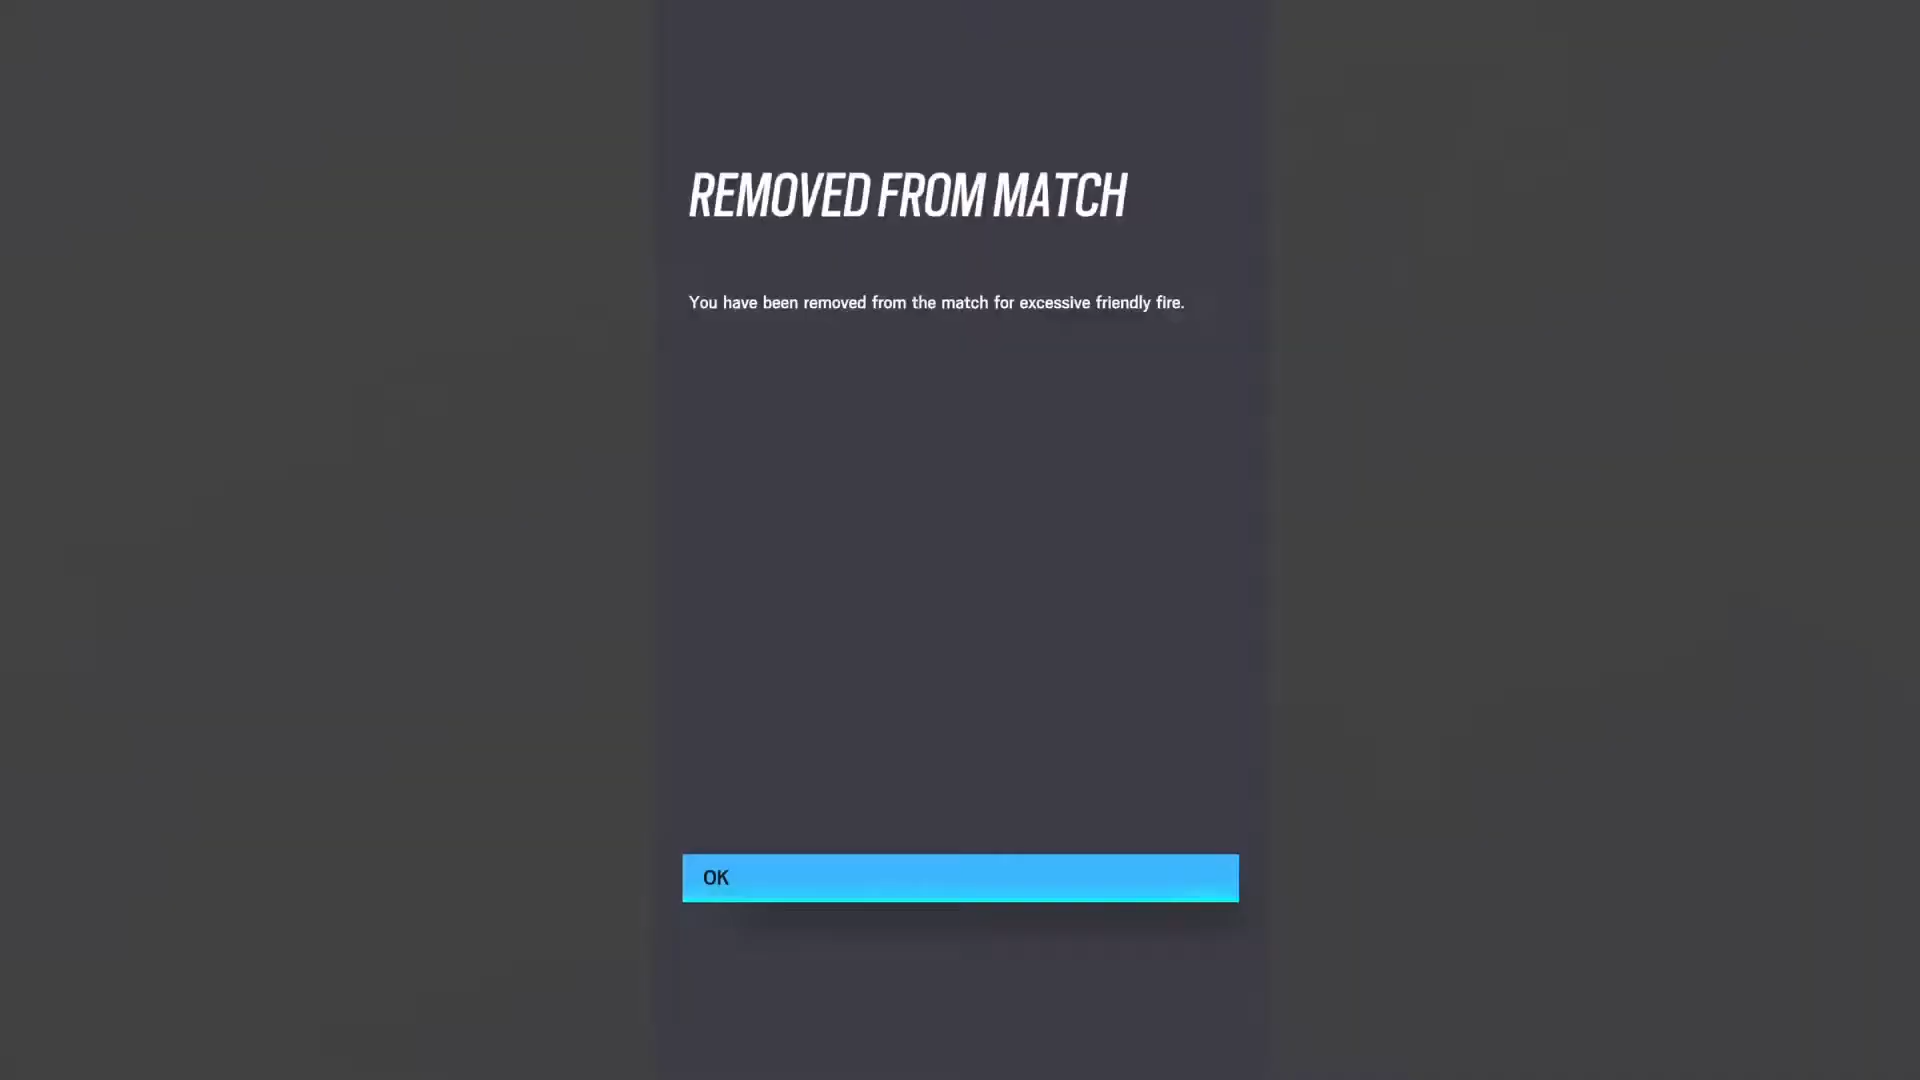 REMOVED FROM MATCH
You have been removed from the match for excessive friendly fire.
OK